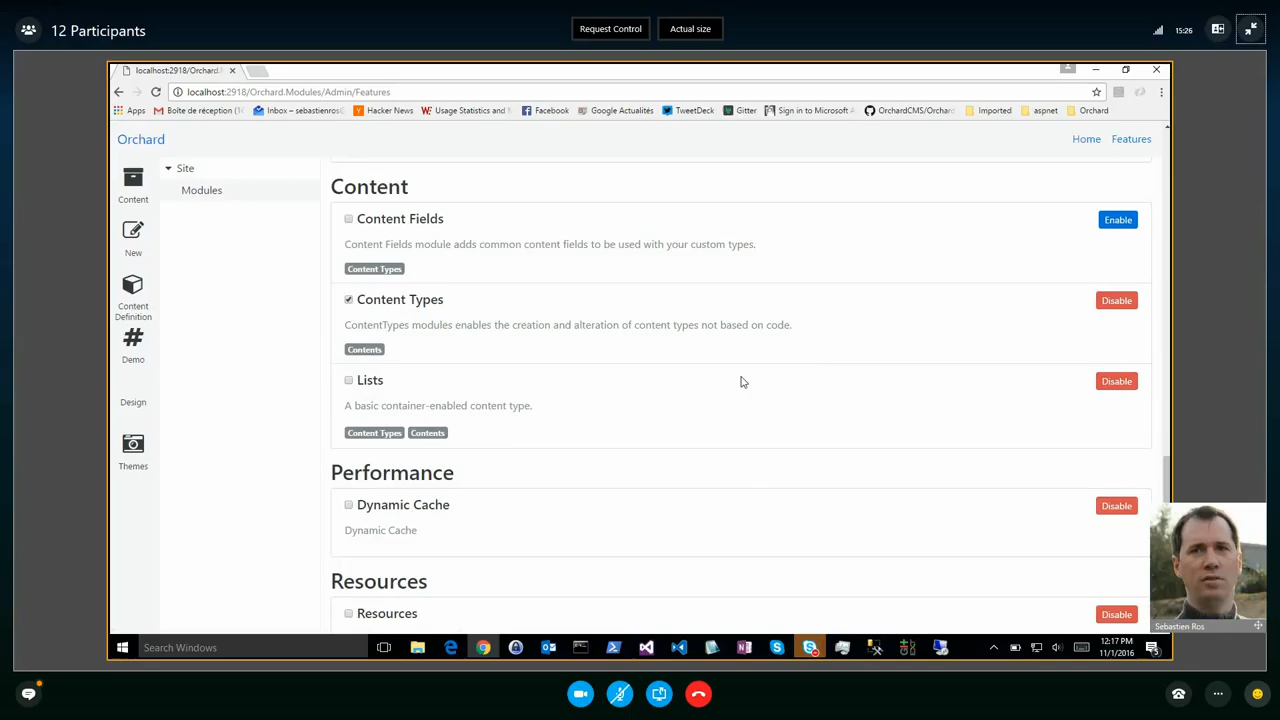 12 Participants
Request Control
Actual size
15:26
localhost:2918/Orchard.
localhost:2918/Orchard.Modules/Admin/Features
Apps
Boîte de réception (1
Inbox – sebastienros@
Hacker News
Usage Statistics and M
Facebook
Google Actualités
TweetDeck
Gitter
Sign in to Microsoft A
OrchardCMS/Orchard
Imported
aspnet
Orchard
Orchard
Home
Features
Content
New
Content
Definition
Demo
Design
Themes
Site
Modules
Content
Content Fields
Enable
Content Fields module adds common content fields to be used with your custom types.
Content Types
Content Types
Disable
ContentTypes modules enables the creation and alteration of content types not based on code.
Contents
Lists
Disable
A basic container-enabled content type.
Content Types
Contents
Performance
Dynamic Cache
Disable
Dynamic Cache
Resources
Resources
Disable
Sebastien Ros
Search Windows
12:17 PM
11/1/2016